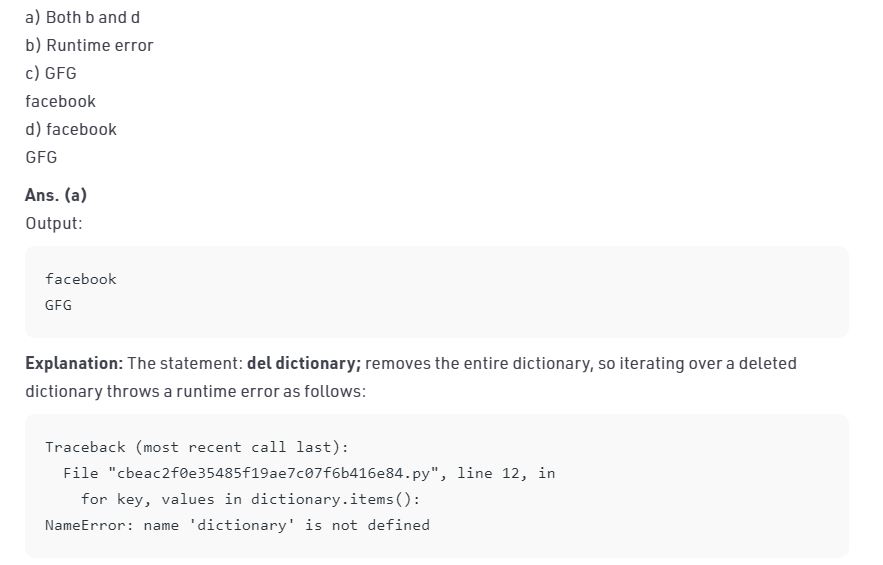 a) Both b and d
b) Runtime error
c) GFG
facebook
d) facebook
GFG
Ans. (a)
Output:
facebook
GFG
Explanation: The statement: del dictionary; removes the entire dictionary, so iterating over a deleted
dictionary throws a runtime error as follows:
Traceback (most recent call last):
  File "cbeac2f0e35485f19ae7c07f6b416e84.py", line 12, in
    for key, values in dictionary.items():
NameError: name 'dictionary' is not defined